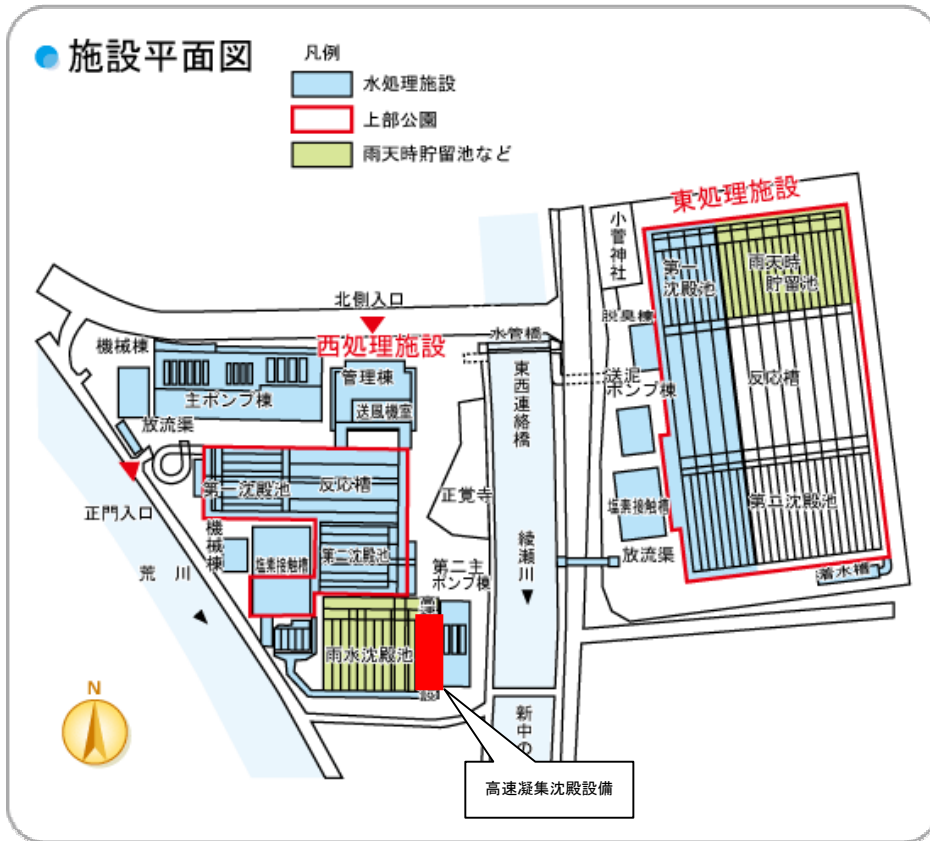 施設平面図
凡例
水処理施設
上部公園
雨天時貯留池など
東処理施設
小菅神社
第一
沈殿池
雨天時
貯留池
北側入口
脱臭棟
水管橋
西処理施設
機械棟
管理棟
送泥
ポンプ棟
反応槽
東西連絡橋
主ポンプ棟
送風機室
放流渠
第一沈殿池
反応槽
正覚寺
塩素接触槽
第二沈殿池
正門入口
機械棟
塩素接触槽
第二沈殿池
第二主
ポンプ棟
綾瀬川
放流渠
着水槽
荒川
高速
設
雨水沈殿池
N
新中の
高速凝集沈殿設備